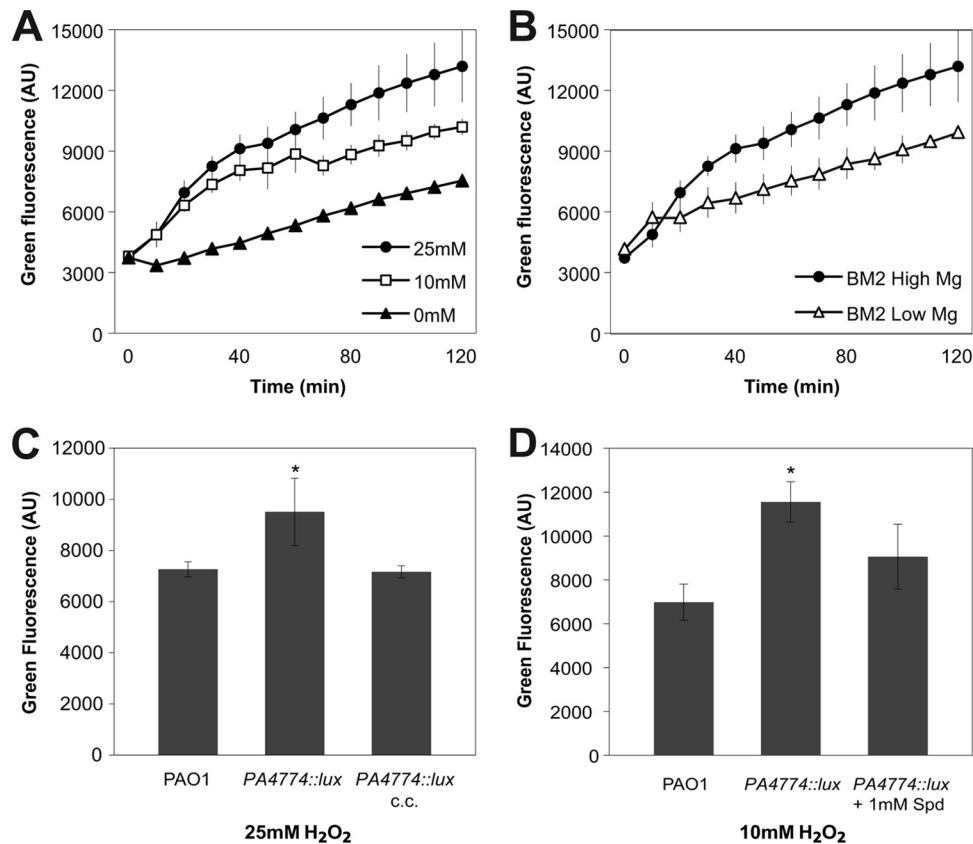 A
Green fluorescence (AU)
15000
12000
9000
6000
3000
0
0
40
80
120
Time (min)
25mM
10mM
0mM
B
Green fluorescence (AU)
15000
12000
9000
6000
3000
0
0
40
80
120
Time (min)
BM2 High Mg
BM2 Low Mg
C
Green Fluorescence (AU)
12000
10000
8000
6000
4000
2000
0
*
PAO1
PA4774::lux
PA4774::lux
c.c.
25mM H₂O₂
D
Green Fluorescence (AU)
14000
12000
10000
8000
6000
4000
2000
0
*
PAO1
PA4774::lux
PA4774::lux
+ 1mM Spd
10mM H₂O₂